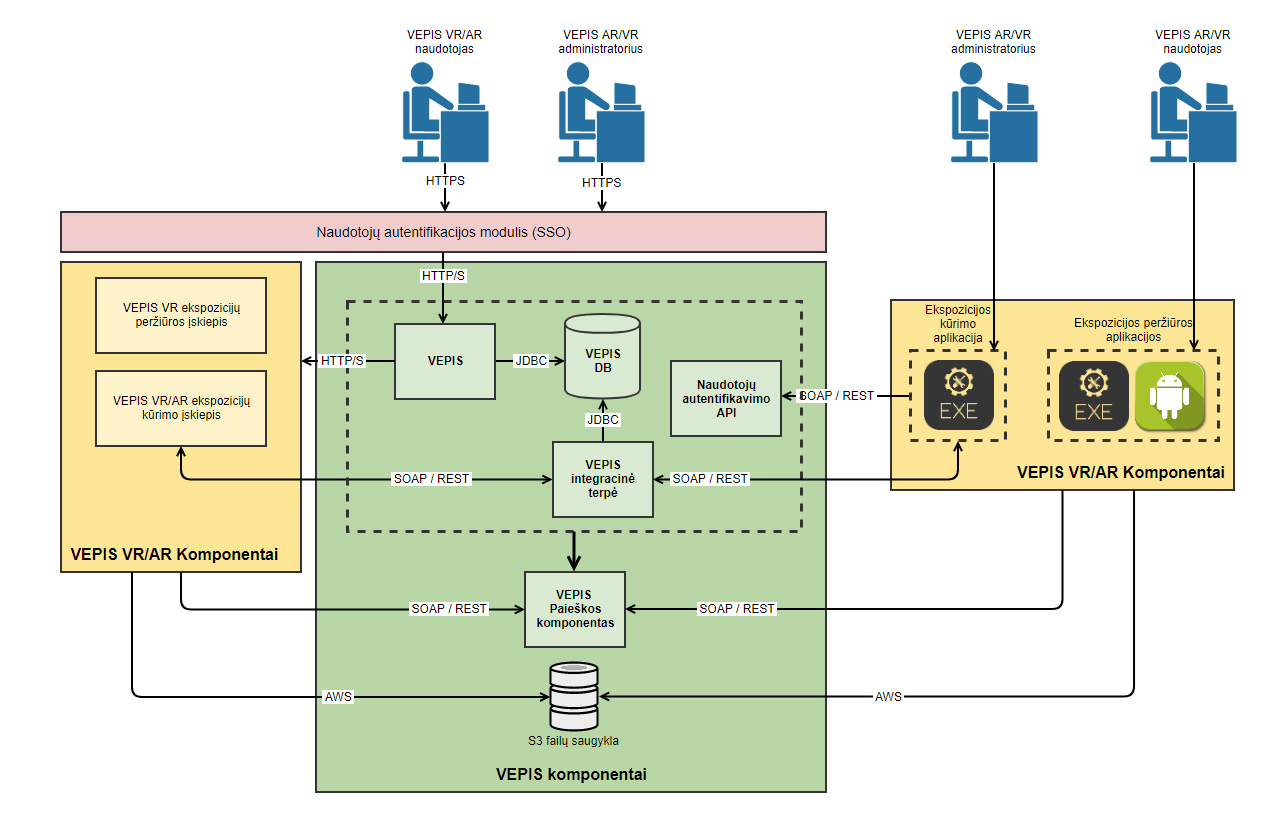 VEPIS VR/AR
naudotojas
VEPIS AR/VR
administratorius
VEPIS AR/VR
administratorius
VEPIS AR/VR
naudotojas
HTTPS
HTTPS
Naudotojų autentifikacijos modulis (SSO)
HTTP/S
VEPIS VR ekspozicijų
peržiūros įskiepis
VEPIS VR/AR ekspozicijų
kūrimo įskiepis
VEPIS VR/AR Komponentai
HTTP/S
VEPIS
JDBC
VEPIS
DB
JDBC
Naudotojų
autentifikavimo
API
SOAP / REST
VEPIS
integracinė
terpė
SOAP / REST
SOAP / REST
Ekspozicijos
kūrimo
aplikacija
EXE
Ekspozicijos peržiūros
aplikacijos
EXE
VEPIS VR/AR Komponentai
SOAP / REST
VEPIS
Paieškos
komponentas
SOAP / REST
AWS
AWS
S3 failų saugykla
VEPIS komponentai